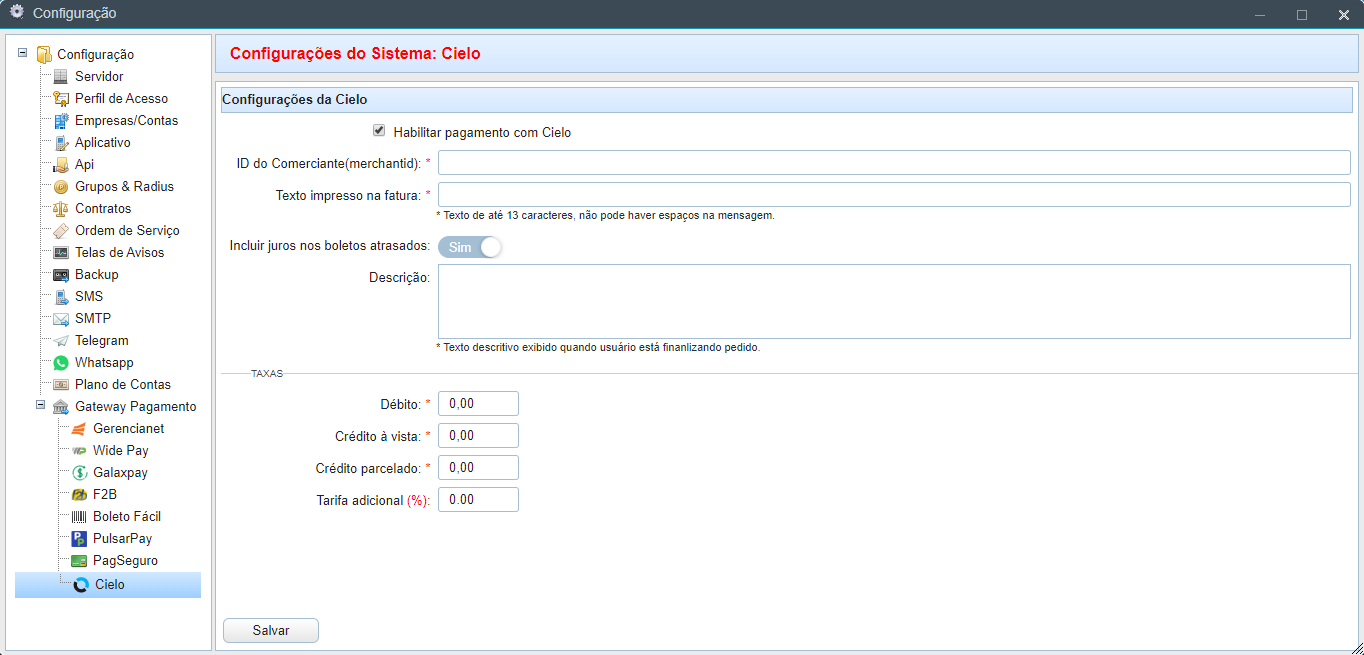 Configuração
Configuração
Servidor
Perfil de Acesso
Empresas/Contas
Aplicativo
Api
Grupos & Radius
Contratos
Ordem de Serviço
Telas de Avisos
Backup
SMS
SMTP
Telegram
Whatsapp
Plano de Contas
Gateway Pagamento
Gerencianet
Wide Pay
Galaxpay
F2B
Boleto Fácil
PulsarPay
PagSeguro
Cielo
Configurações do Sistema: Cielo
Configurações da Cielo
Habilitar pagamento com Cielo
ID do Comerciante(merchantid): *
Texto impresso na fatura: *
* Texto de até 13 caracteres, não pode haver espaços na mensagem.
Incluir juros nos boletos atrasados: Sim
Descrição:
* Texto descritivo exibido quando usuário está finanlizando pedido.
TAXAS
Débito: * 0,00
Crédito à vista: * 0,00
Crédito parcelado: * 0,00
Tarifa adicional (%): 0.00
Salvar